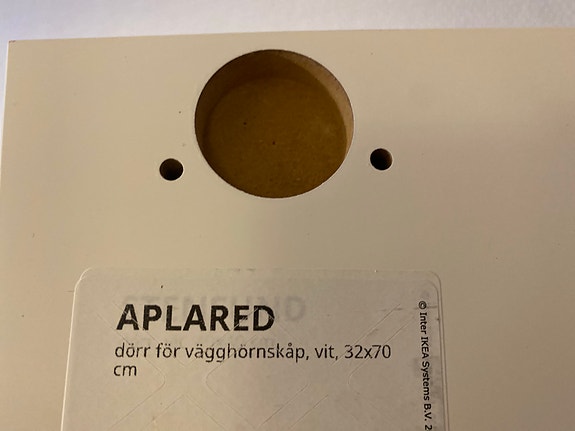 APLARED
dörr för vägghörnskåp, vit, 32x70
cm
© Inter IKEA Systems B.V.